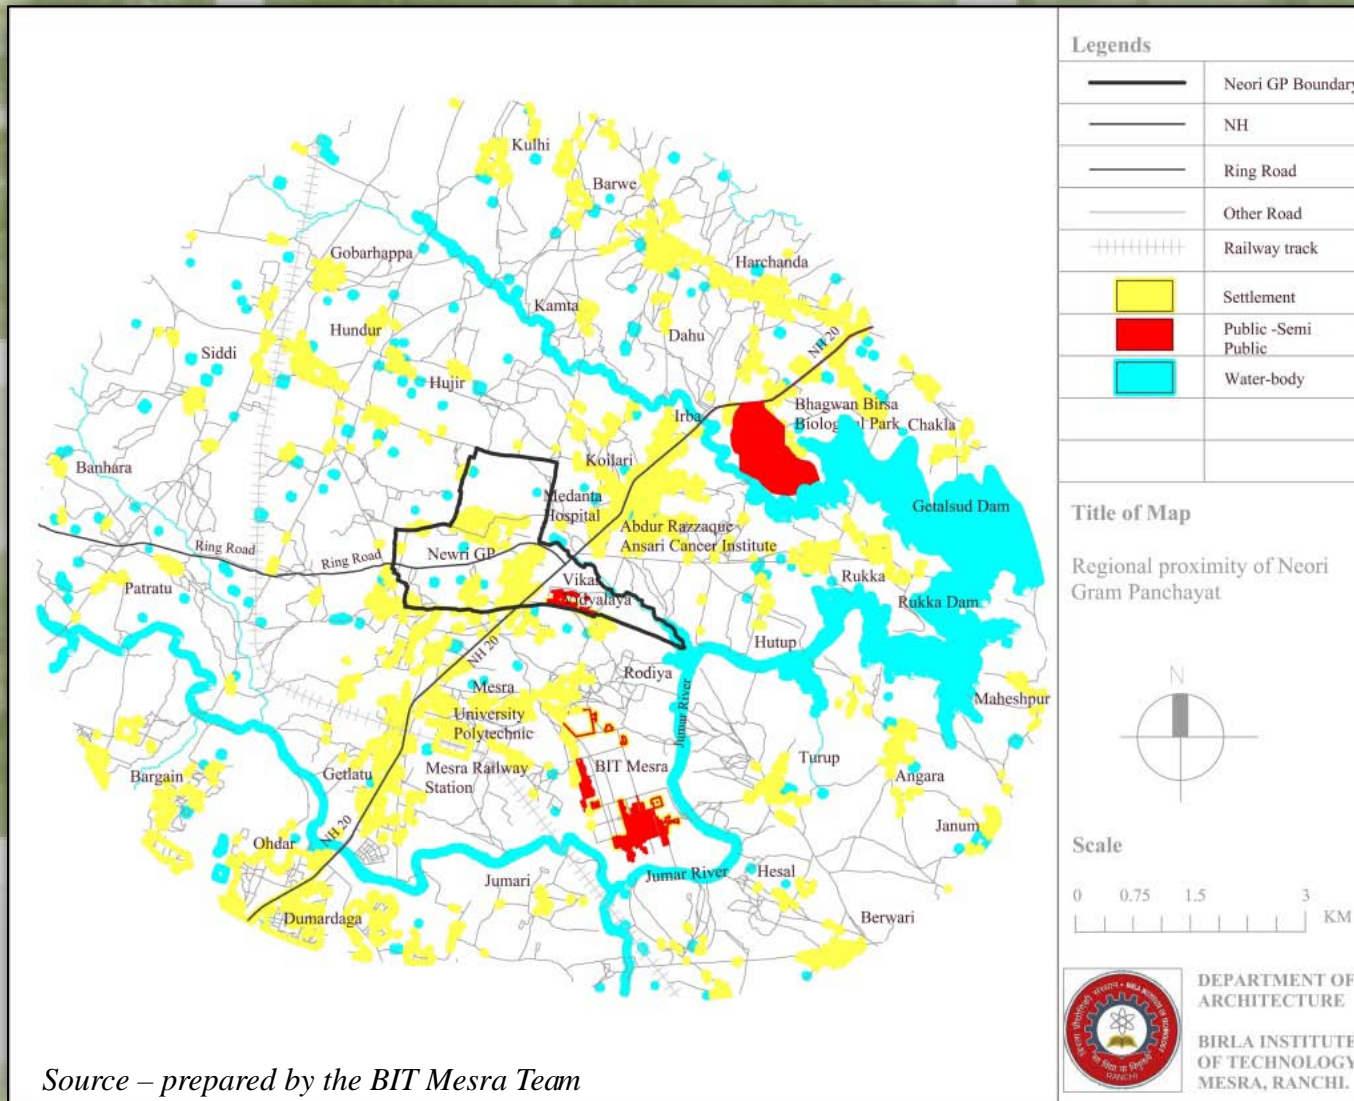 Kulhi
Barwe
Gobarhappa
Harchanda
Kamta
Hundur
Dahu
NH 20
Siddi
Hujir
Irba
Bhagwan Birsa
Biolog al Park
Chakla
Banhara
Koilari
Medanta
Hospital
Getalsud Dam
Abdur Razzaque
Ansari Cancer Institute
Ring Road
Ring Road
Newri GP
Patratu
Vikas
Vidyalaya
Rukka
Rukka Dam
NH 20
Hutup
Rodiya
Mesra
University
Polytechnic
Jumar River
Maheshpur
Bargain
Getlatu
Mesra Railway
Station
BIT Mesra
Turup
Angara
Janum
Ohdar
NH 20
Jumari
Jumar River
Hesal
Dumardaga
Berwari
Source – prepared by the BIT Mesra Team
Legends
Neori GP Boundary
NH
Ring Road
Other Road
Railway track
Settlement
Public -Semi
Public
Water-body
Title of Map
Regional proximity of Neori
Gram Panchayat
N
Scale
0 0.75 1.5 3
KM
RANCHI
DEPARTMENT OF
ARCHITECTURE
BIRLA INSTITUTE
OF TECHNOLOGY
MESRA, RANCHI.